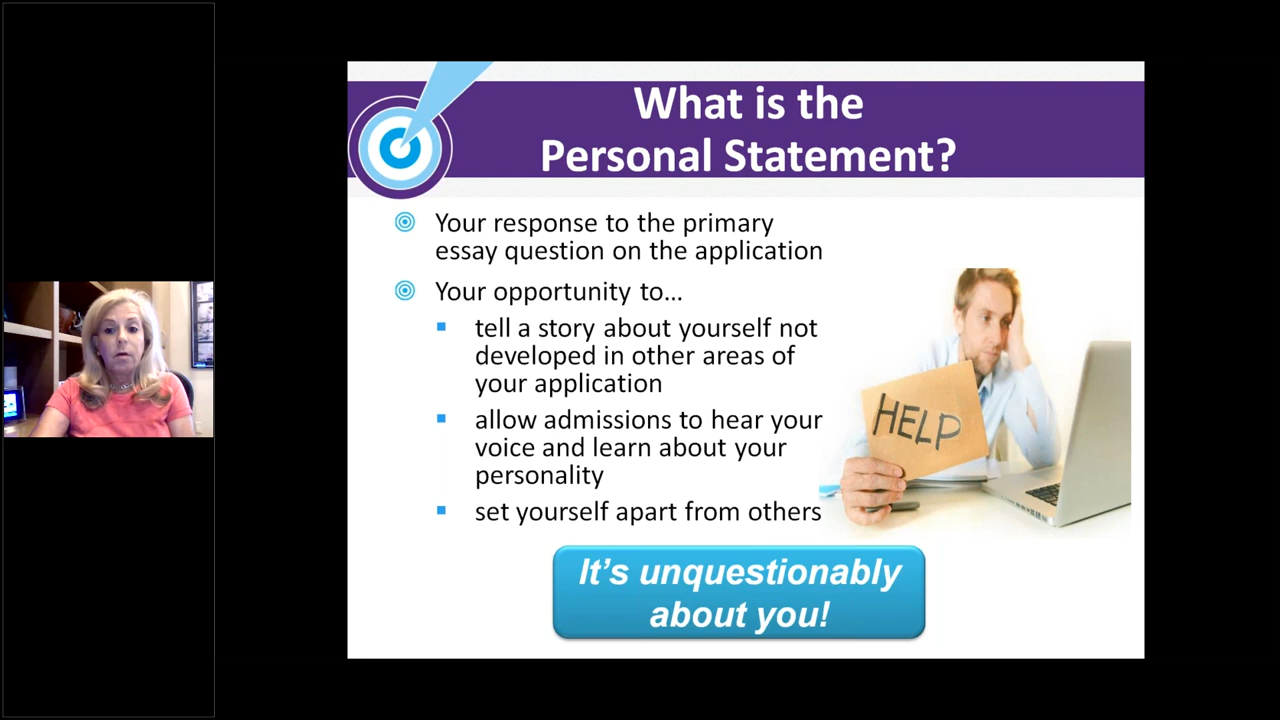 What is the
Personal Statement?
Your response to the primary
essay question on the application
Your opportunity to...
tell a story about yourself not
developed in other areas of
your application
allow admissions to hear your
voice and learn about your
personality
set yourself apart from others
HELP
It's unquestionably
about you!